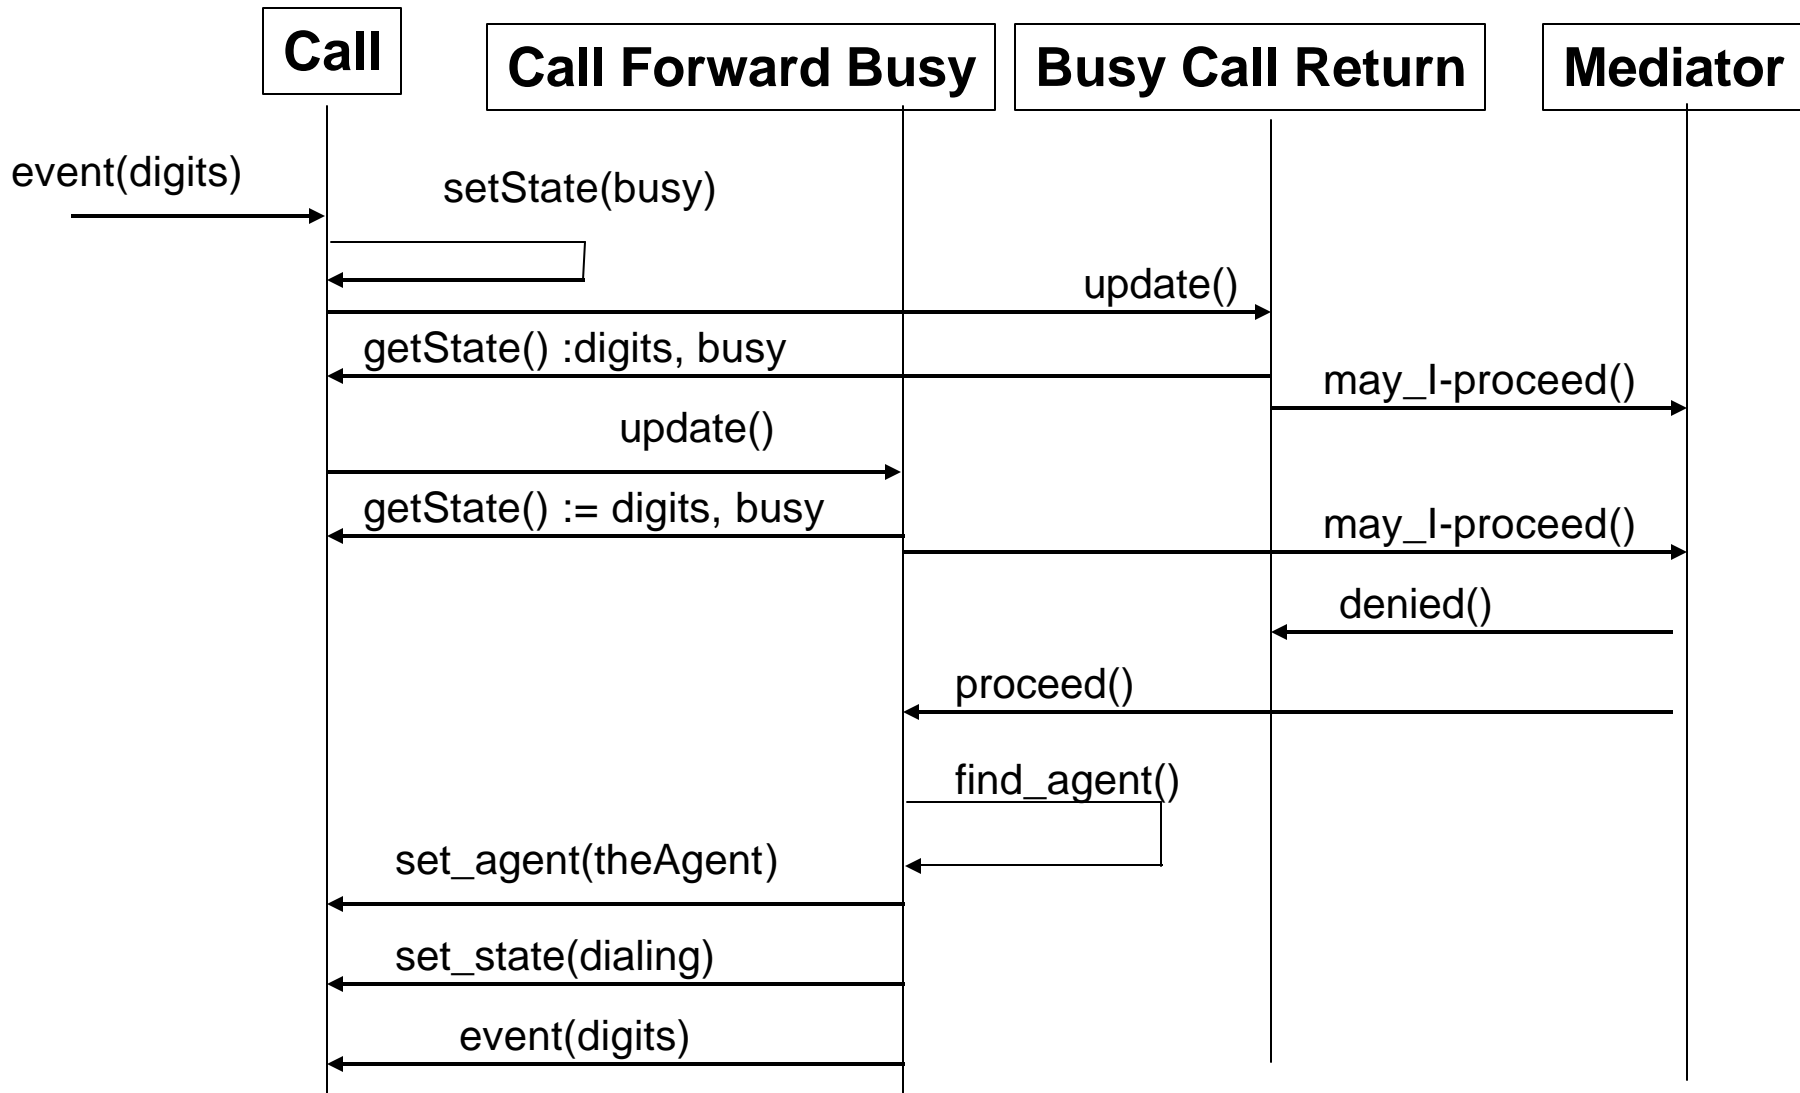 Call
Call Forward Busy
Busy Call Return
Mediator
event(digits)
setState(busy)
update()
getState() :digits, busy
may_I-proceed()
update()
getState() := digits, busy
may_I-proceed()
denied()
proceed()
find_agent()
set_agent(theAgent)
set_state(dialing)
event(digits)